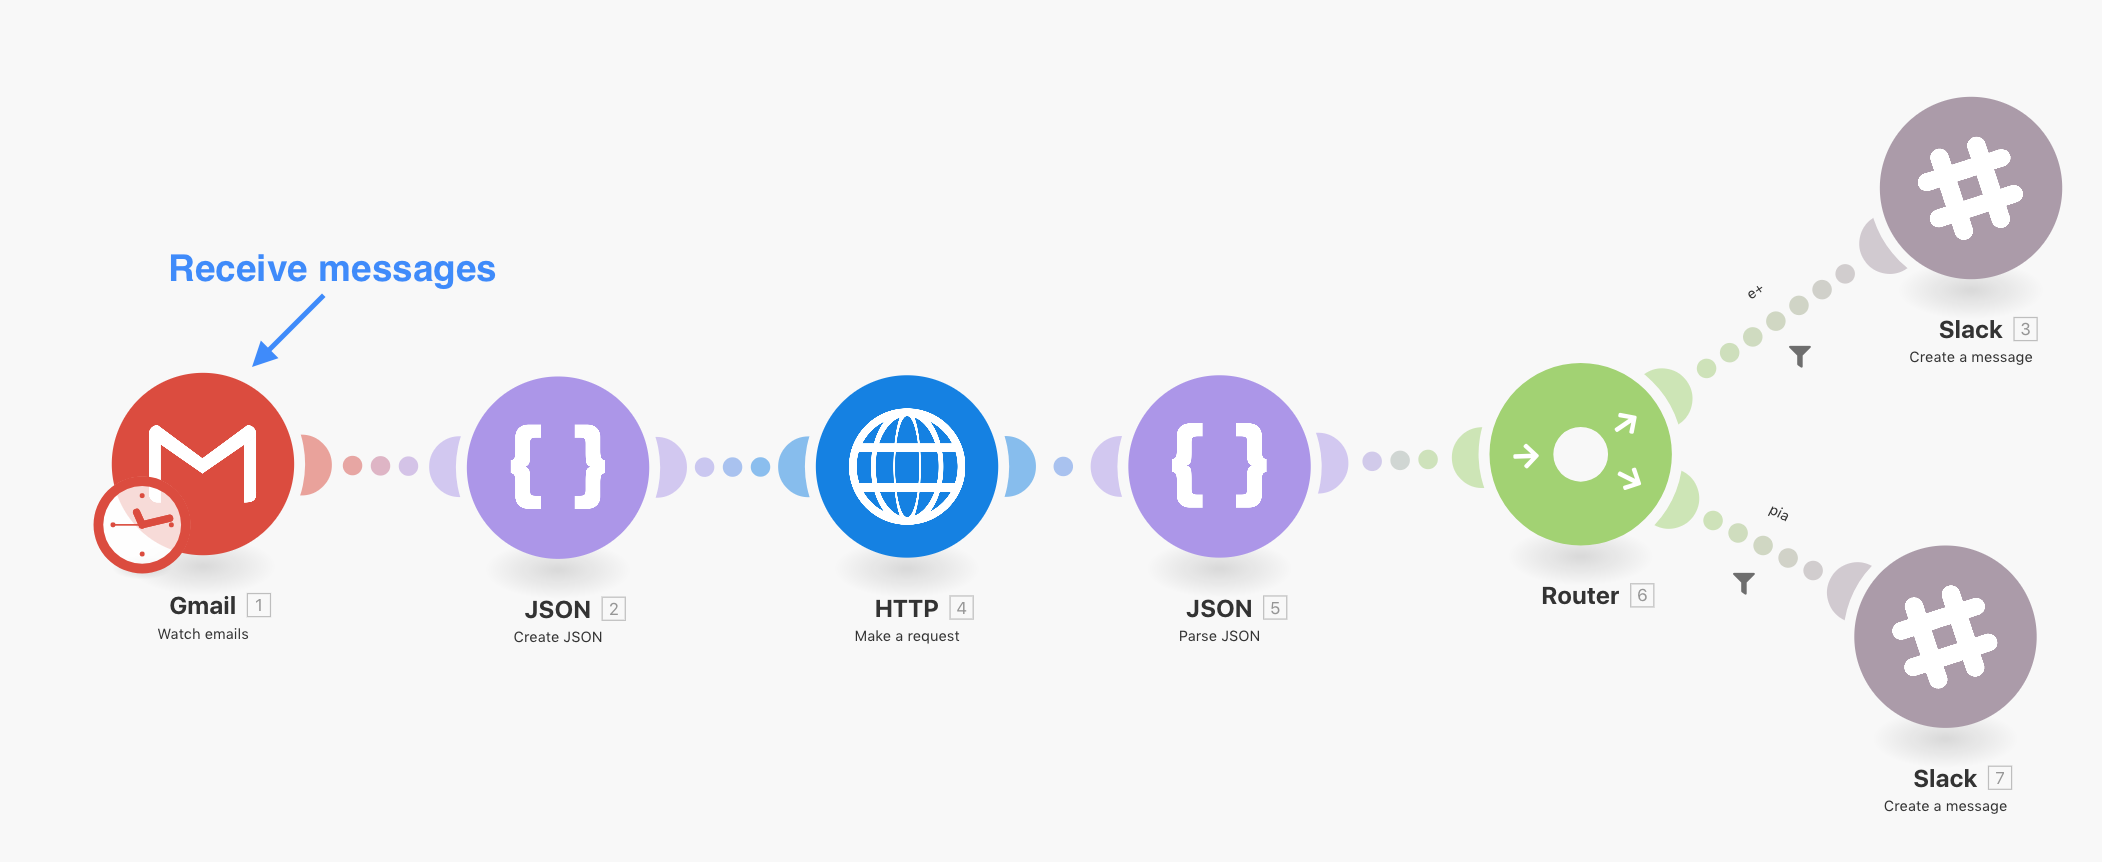 Receive messages
Gmail 1
Watch emails
JSON 2
Create JSON
HTTP 4
Make a request
JSON 5
Parse JSON
Router 6
e+
Slack 3
Create a message
pia
Slack 7
Create a message